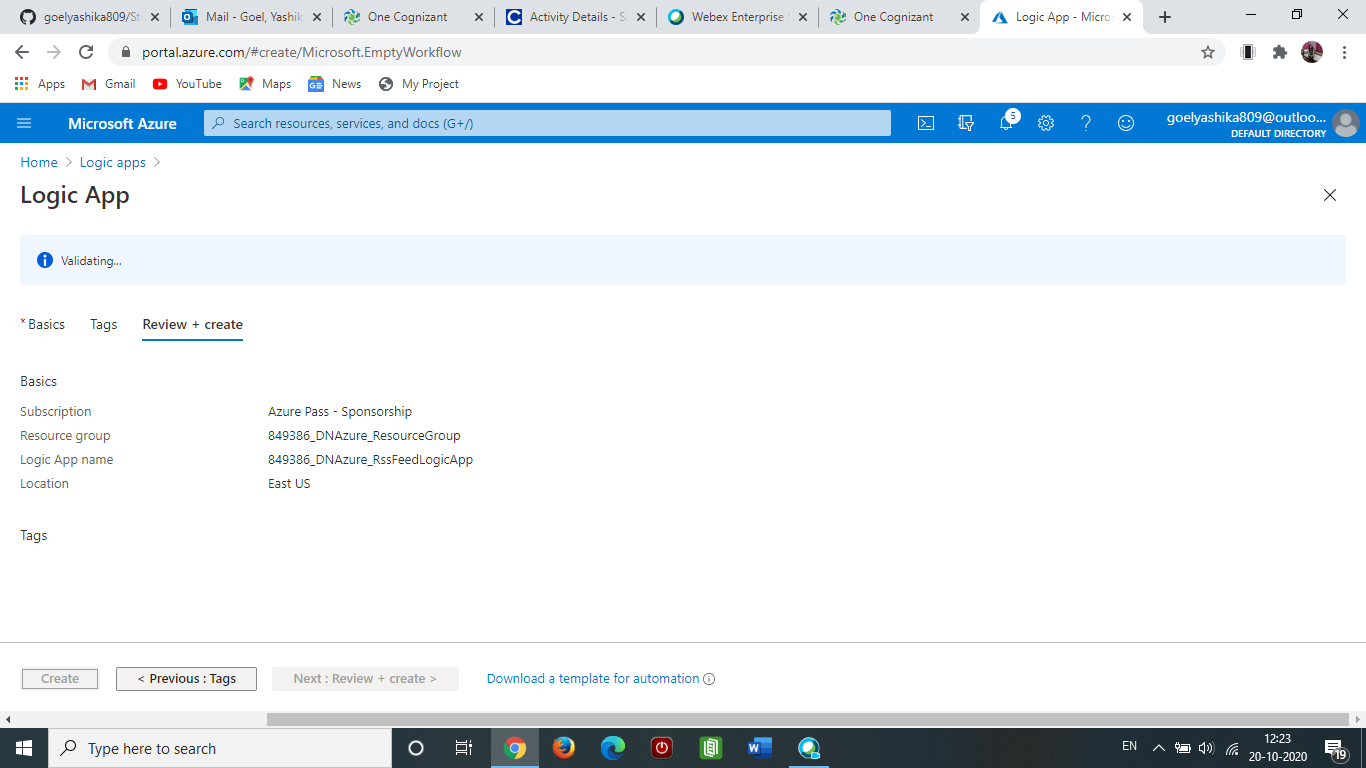 goelyashika809/St
Mail - Goel, Yashik
One Cognizant
Activity Details - S
Webex Enterprise S
One Cognizant
Logic App - Micros
portal.azure.com/#create/Microsoft.EmptyWorkflow
Apps
Gmail
YouTube
Maps
News
My Project
Microsoft Azure
Search resources, services, and docs (G+/)
5
goelyashika809@outloo...
DEFAULT DIRECTORY
Home > Logic apps >
Logic App
Validating...
* Basics
Tags
Review + create
Basics
Subscription Azure Pass - Sponsorship
Resource group 849386_DNAzure_ResourceGroup
Logic App name 849386_DNAzure_RssFeedLogicApp
Location East US
Tags
Create
< Previous : Tags
Next : Review + create >
Download a template for automation
Type here to search
EN
12:23
20-10-2020
19